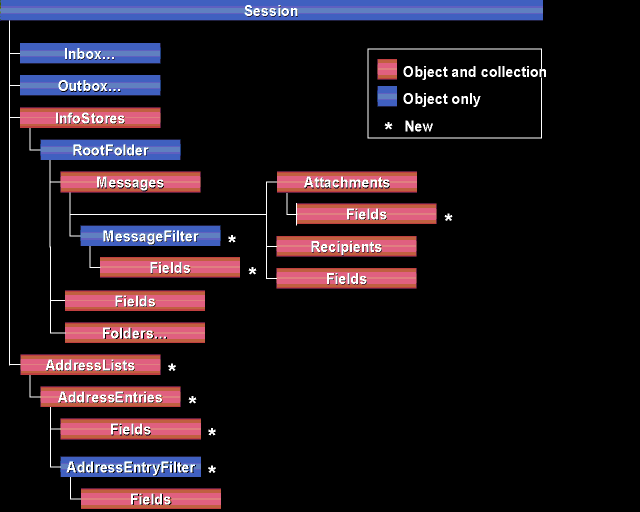 Session
Inbox...
Outbox...
InfoStores
RootFolder
Messages
Attachments
Fields *
MessageFilter *
Recipients
Fields *
Fields
Fields
Folders...
AddressLists *
AddressEntries *
Fields *
AddressEntryFilter *
Fields
Object and collection
Object only
* New